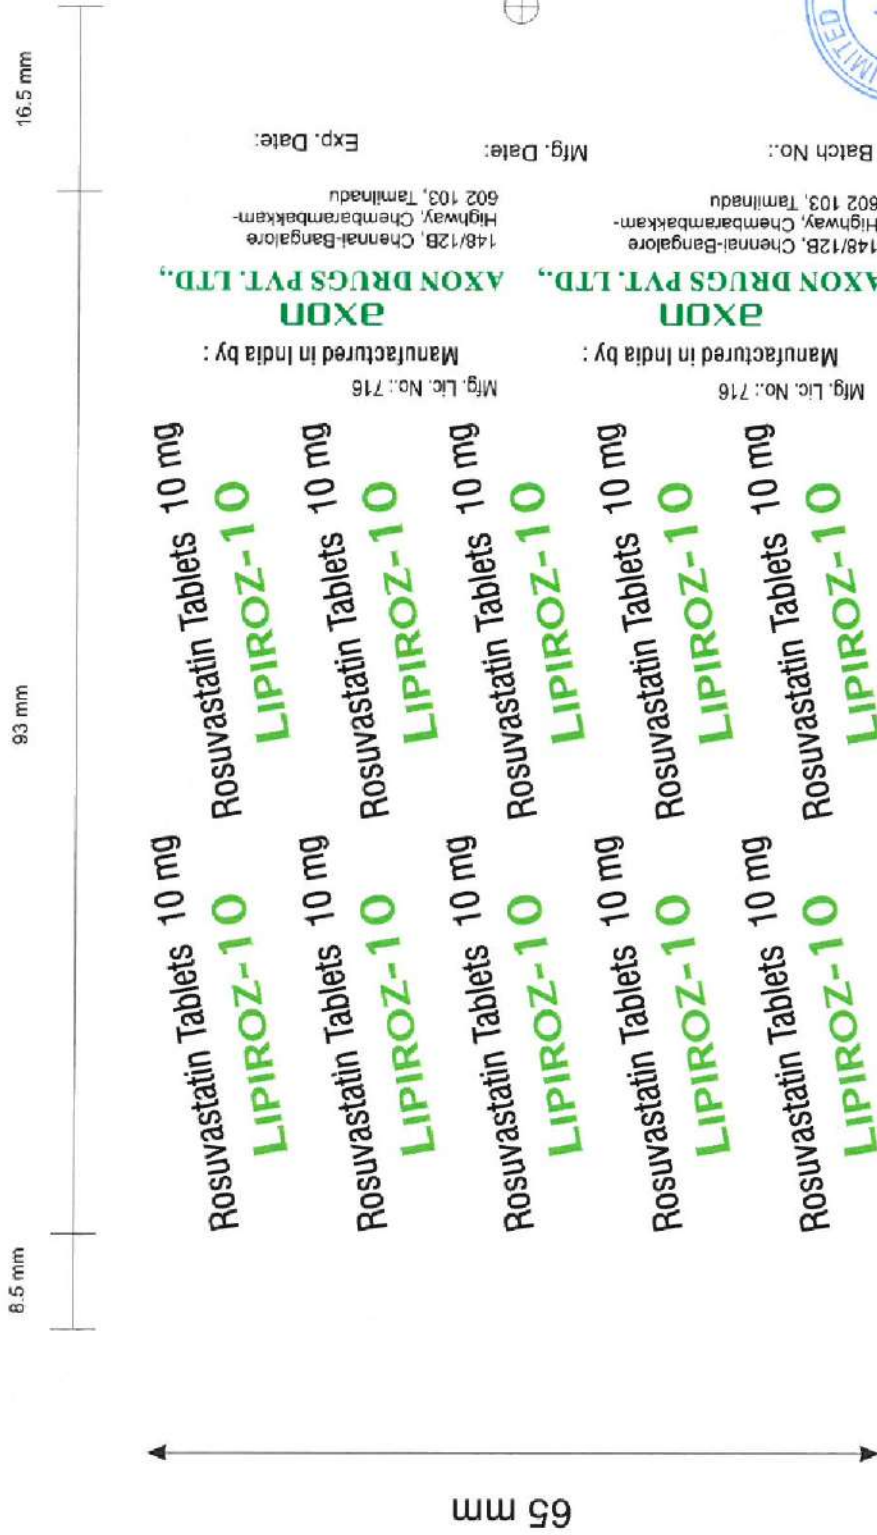 16.5 mm
93 mm
8.5 mm
65 mm
IMITED
Rosuvastatin Tablets 10 mg
LIPIROZ-10
Rosuvastatin Tablets 10 mg
LIPIROZ-10
Rosuvastatin Tablets 10 mg
LIPIROZ-10
Rosuvastatin Tablets 10 mg
LIPIROZ-10
Rosuvastatin Tablets 10 mg
LIPIROZ-10
Rosuvastatin Tablets 10 mg
LIPIROZ-10
Rosuvastatin Tablets 10 mg
LIPIROZ-10
Rosuvastatin Tablets 10 mg
LIPIROZ-10
Rosuvastatin Tablets 10 mg
LIPIROZ-10
Rosuvastatin Tablets 10 mg
LIPIROZ-10
Mfg. Lic. No.: 716
Manufactured in India by :
axon
AXON DRUGS PVT. LTD.,
148/12B, Chennai-Bangalore
Highway, Chembarambakkam-
602 103, Tamilnadu
Mfg. Lic. No.: 716
Manufactured in India by :
axon
AXON DRUGS PVT. LTD.,
148/12B, Chennai-Bangalore
Highway, Chembarambakkam-
602 103, Tamilnadu
Batch No.: Mfg. Date: Exp. Date: